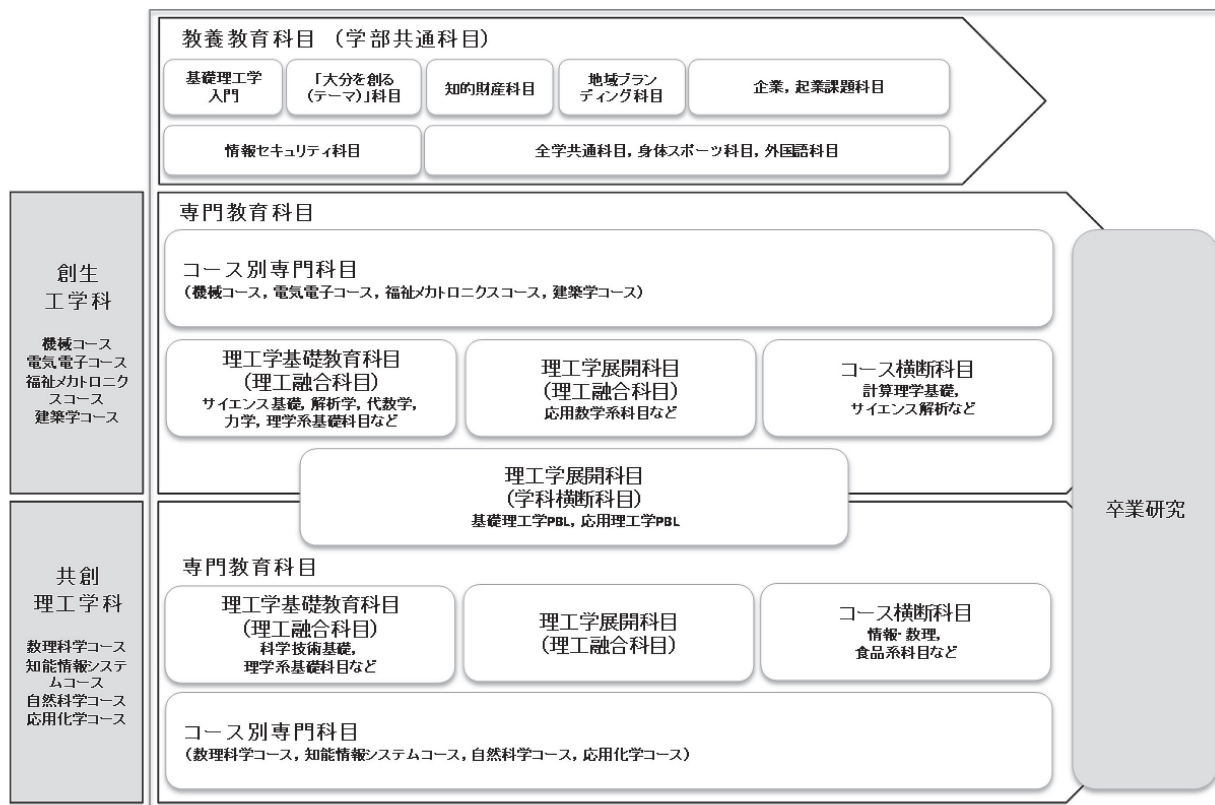 教養教育科目 (学部共通科目)
基礎理工学
入門
「大分を創る
(テーマ)」科目
知的財産科目
地域ブラン
ディング科目
企業, 起業課題科目
情報セキュリティ科目
全学共通科目, 身体スポーツ科目, 外国語科目
創生
工学科
機械コース
電気電子コース
福祉メカトロニク
スコース
建築学コース
専門教育科目
コース別専門科目
(機械コース, 電気電子コース, 福祉メカトロニクスコース, 建築学コース)
理工学基礎教育科目
(理工融合科目)
サイエンス基礎, 解析学, 代数学,
力学, 理学系基礎科目など
理工学展開科目
(理工融合科目)
応用数学系科目など
コース横断科目
計算理学基礎,
サイエンス解析など
理工学展開科目
(学科横断科目)
基礎理工学PBL, 応用理工学PBL
卒業研究
共創
理工学科
数理科学コース
知能情報システ
ムコース
自然科学コース
応用化学コース
専門教育科目
理工学基礎教育科目
(理工融合科目)
科学技術基礎,
理学系基礎科目など
理工学展開科目
(理工融合科目)
コース横断科目
情報・数理,
食品系科目など
コース別専門科目
(数理科学コース, 知能情報システムコース, 自然科学コース, 応用化学コース)